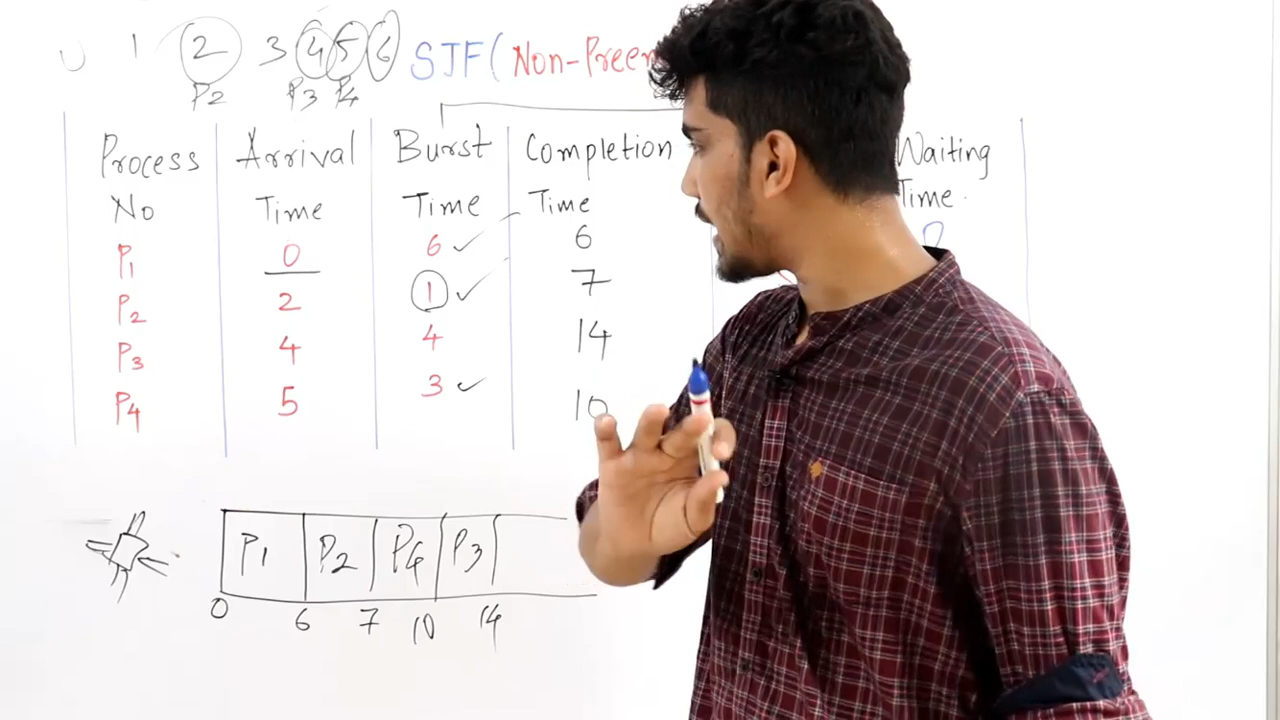 0 1 2 3 4 5 6 SJF( Non-Preem
P2 P3 P4
Process Arrival Burst Completion Waiting
No Time Time Time Time
P1 0 6 6 0
P2 2 1 7
P3 4 4 14
P4 5 3 10
P1 P2 P4 P3
0 6 7 10 14